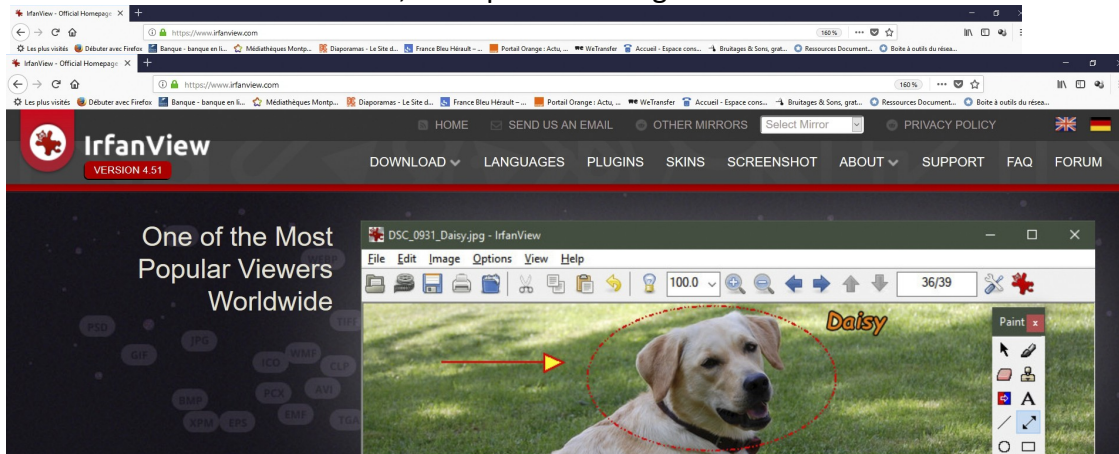 IrfanView - Official Homepage
https://www.irfanview.com 160 %
Les plus visités Débuter avec Firefox Banque - banque en li... Médiathèques Montp... Diaporamas - Le Site d... France Bleu Hérault – ... Portail Orange : Actu, ... WeTransfer Accueil - Espace cons... Bruitages & Sons, grat... Ressources Document... Boite à outils du résea...
IrfanView - Official Homepage
https://www.irfanview.com 160 %
Les plus visités Débuter avec Firefox Banque - banque en li... Médiathèques Montp... Diaporamas - Le Site d... France Bleu Hérault – ... Portail Orange : Actu, ... WeTransfer Accueil - Espace cons... Bruitages & Sons, grat... Ressources Document... Boite à outils du résea...
HOME SEND US AN EMAIL OTHER MIRRORS Select Mirror PRIVACY POLICY
IrfanView
VERSION 4.51
DOWNLOAD LANGUAGES PLUGINS SKINS SCREENSHOT ABOUT SUPPORT FAQ FORUM
One of the Most
Popular Viewers
Worldwide
DSC_0931_Daisy.jpg - IrfanView
File Edit Image Options View Help
100.0 36/39
Daisy
Paint x
A
WEBP
TIFF
PSD
JPG
GIF
ICO
WMF
CLP
BMP
PCX
AVI
XPM
EPS
EMF
TGA